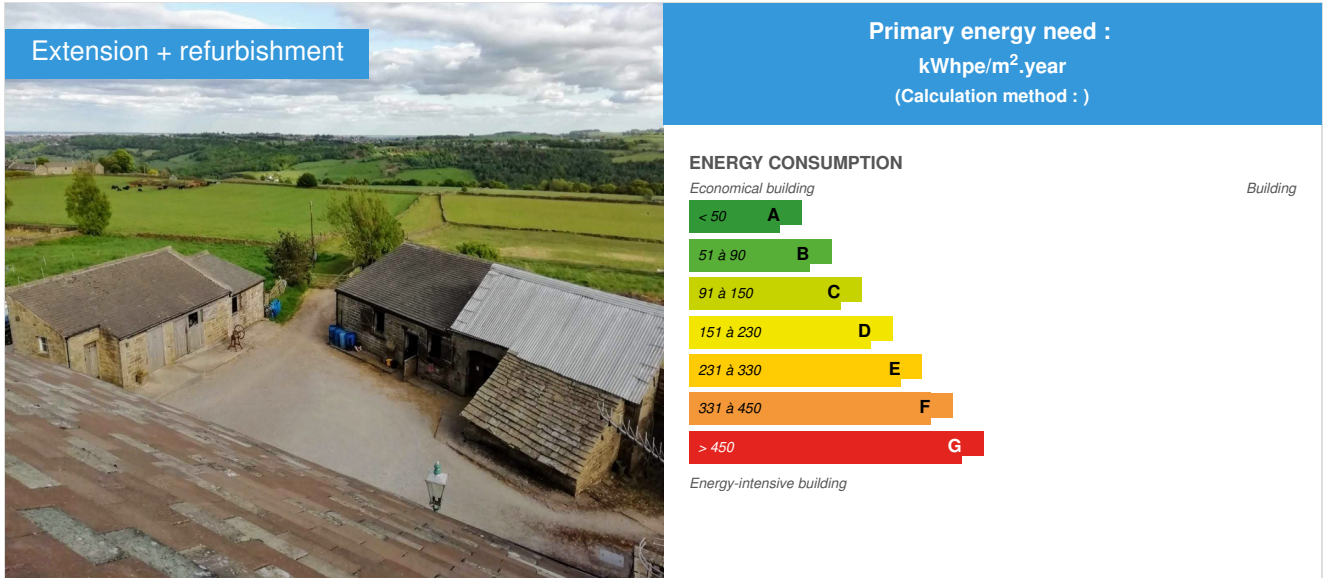 Extension + refurbishment
Primary energy need :
kWhpe/m².year
(Calculation method : )
ENERGY CONSUMPTION
Economical building
Building
< 50 A
51 à 90 B
91 à 150 C
151 à 230 D
231 à 330 E
331 à 450 F
> 450 G
Energy-intensive building